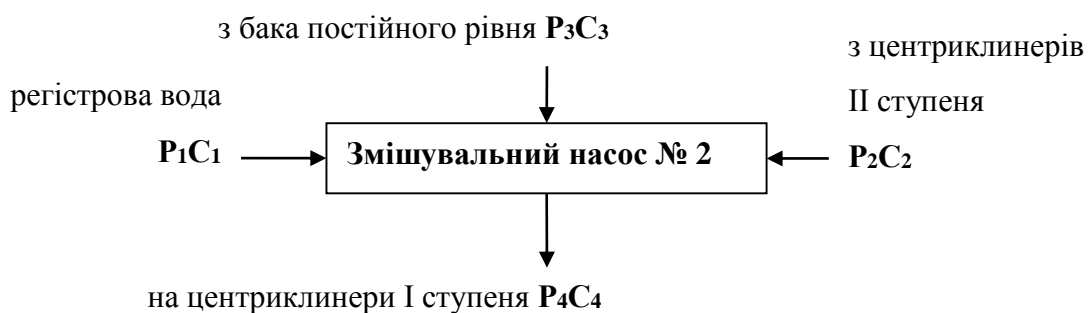 з бака постійного рівня P₃C₃
з центриклинерів
регістрова вода
II ступеня
P₁C₁
Змішувальний насос № 2
P₂C₂
на центриклинери I ступеня P₄C₄